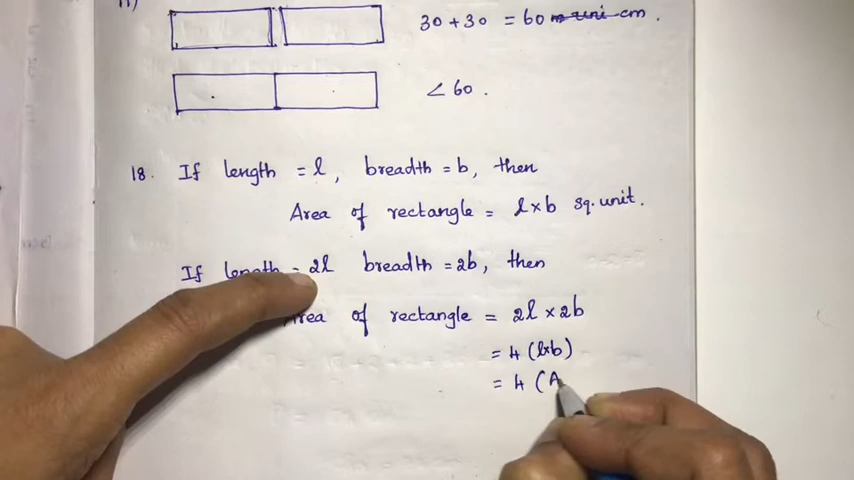 30 + 30 = 60 cm.
< 60.
18. If length = l, breadth = b, then
Area of rectangle = l × b sq. unit.
If length = 2l breadth = 2b, then
Area of rectangle = 2l × 2b
= 4 (l×b)
= 4 (A